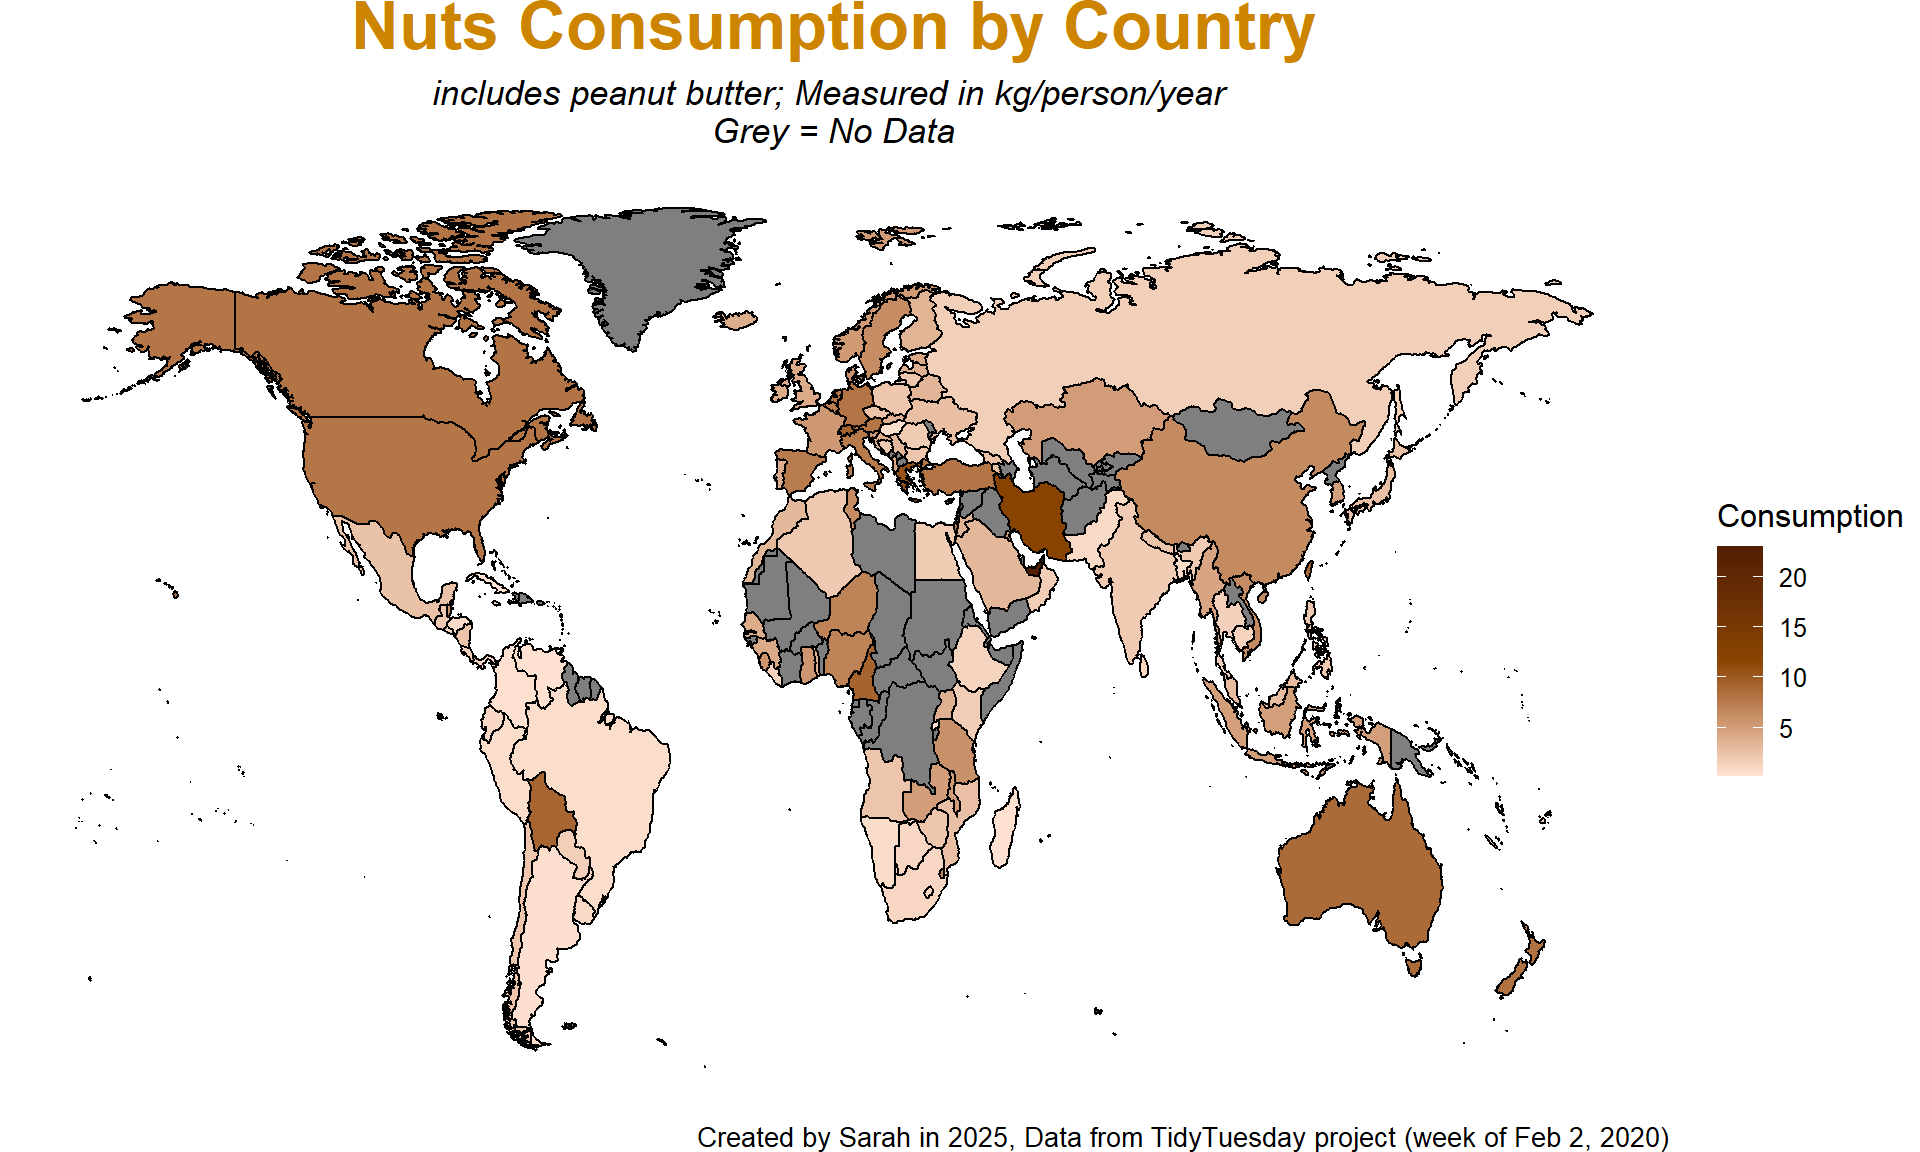 Nuts Consumption by Country
includes peanut butter; Measured in kg/person/year
Grey = No Data
Consumption
20
15
10
5
Created by Sarah in 2025, Data from TidyTuesday project (week of Feb 2, 2020)